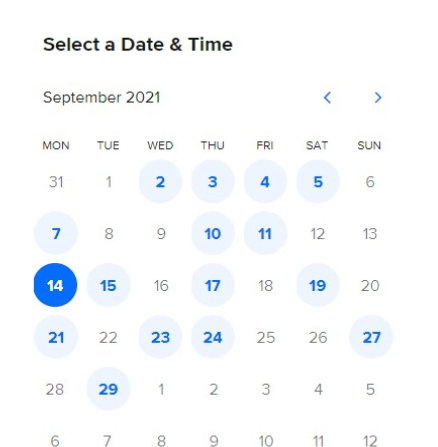 Select a Date & Time
September 2021
MON TUE WED THU FRI SAT SUN
31 1 2 3 4 5 6
7 8 9 10 11 12 13
14 15 16 17 18 19 20
21 22 23 24 25 26 27
28 29 1 2 3 4 5
6 7 8 9 10 11 12